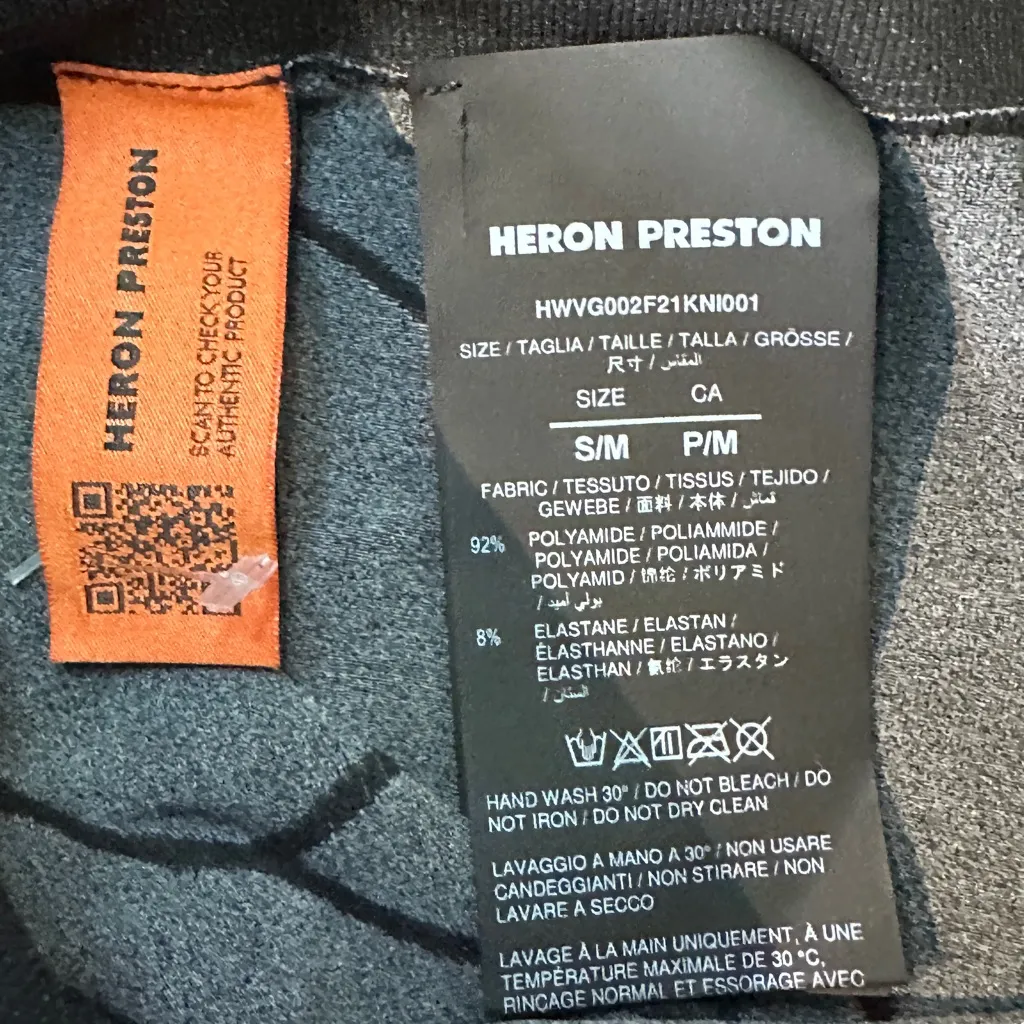 HERON PRESTON
SCAN TO CHECK YOUR
AUTHENTIC PRODUCT
HERON PRESTON
HWVG002F21KNI001
SIZE / TAGLIA / TAILLE / TALLA / GRÖSSE /
尺寸 / المقاس
SIZE CA
S/M P/M
FABRIC / TESSUTO / TISSUS / TEJIDO /
GEWEBE / 面料 / 本体 / قماش
92% POLYAMIDE / POLIAMMIDE /
POLYAMIDE / POLIAMIDA /
POLYAMID / 锦纶 / ポリアミド
/ بولي أميد
8% ELASTANE / ELASTAN /
ÉLASTHANNE / ELASTANO /
ELASTHAN / 氨纶 / エラスタン
/ الستان
HAND WASH 30° / DO NOT BLEACH / DO
NOT IRON / DO NOT DRY CLEAN
LAVAGGIO A MANO A 30° / NON USARE
CANDEGGIANTI / NON STIRARE / NON
LAVARE A SECCO
LAVAGE À LA MAIN UNIQUEMENT, À UNE
TEMPÉRATURE MAXIMALE DE 30 °C,
RINÇAGE NORMAL ET ESSORAGE AVEC